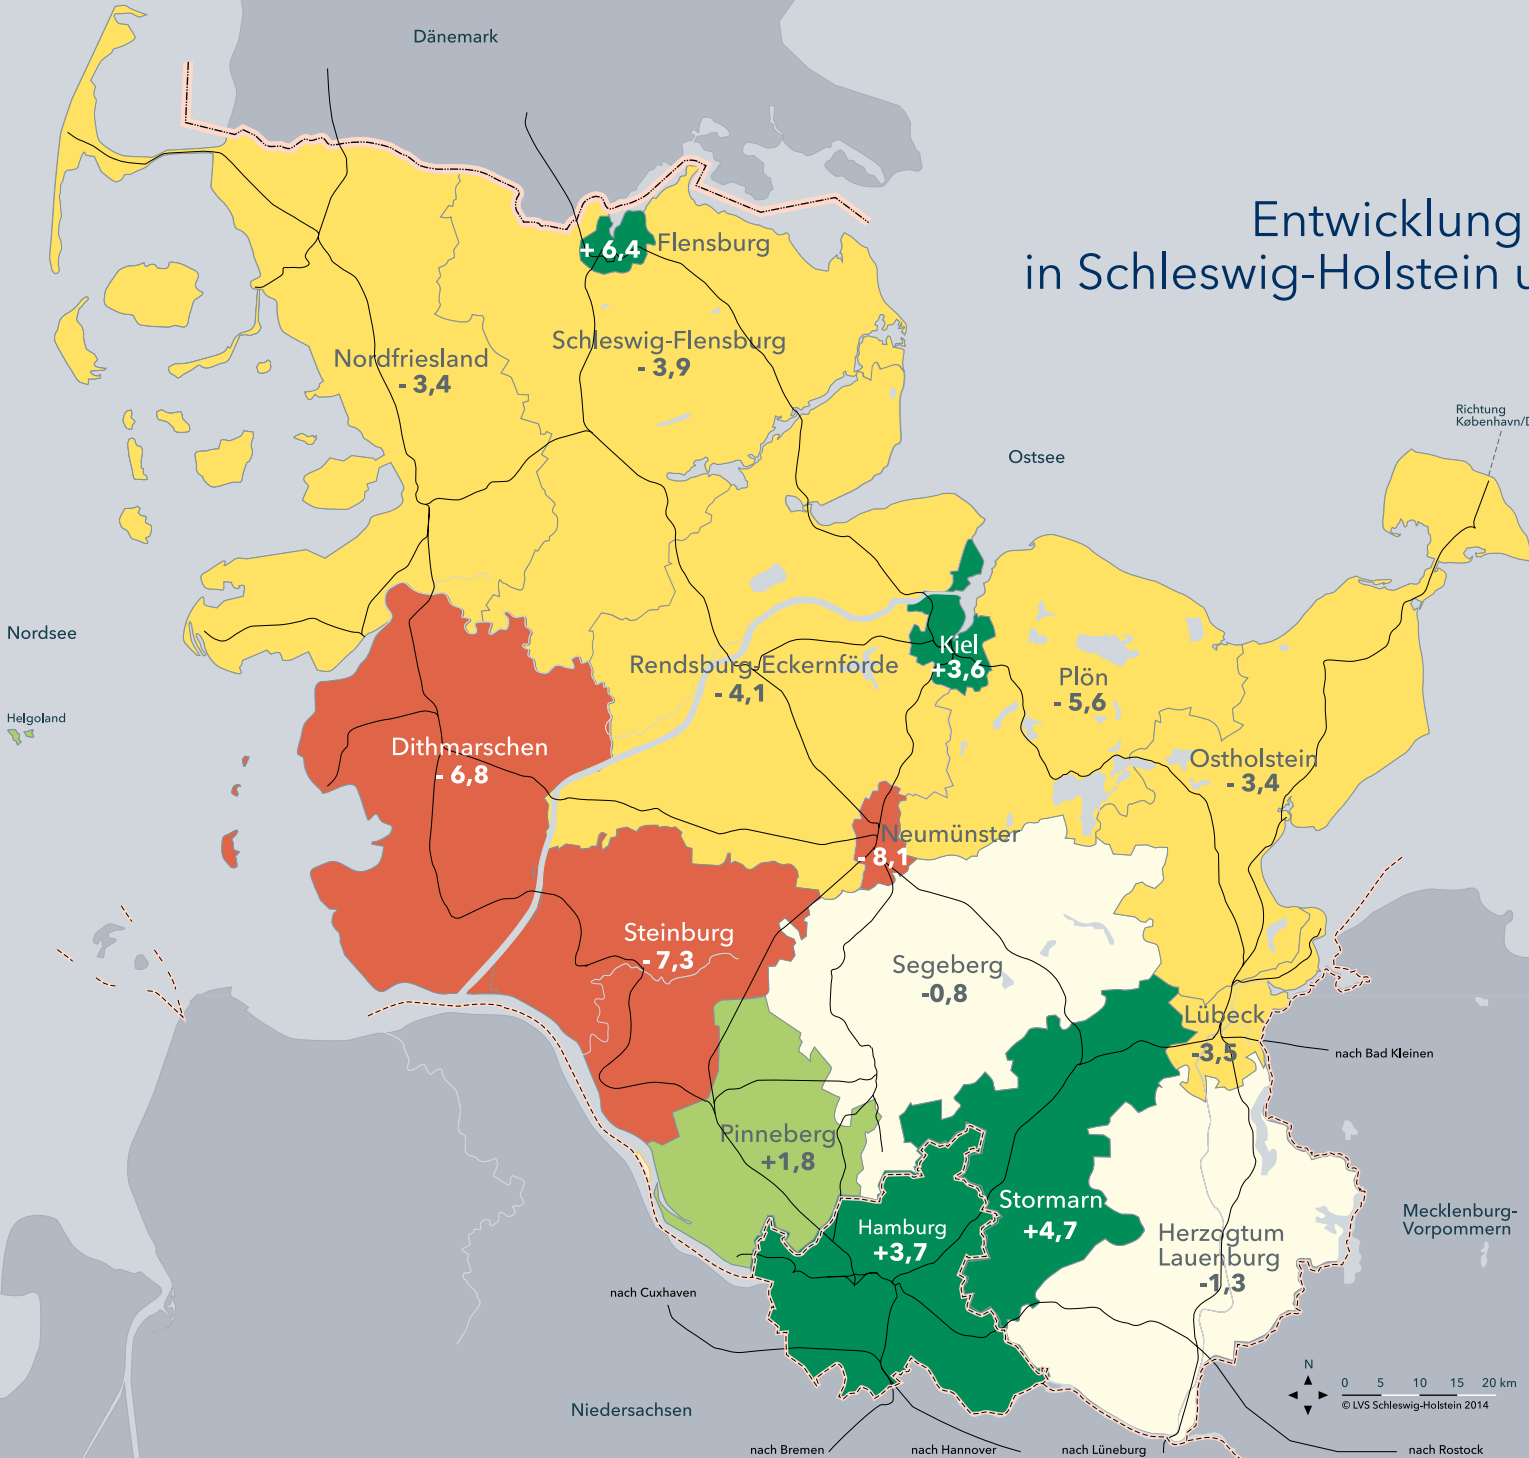 Dänemark
Entwicklung
in Schleswig-Holstein u
+ 6,4
Flensburg
Schleswig-Flensburg
- 3,9
Nordfriesland
- 3,4
Richtung
København/D
Ostsee
Nordsee
Helgoland
Kiel
+3,6
Rendsburg-Eckernförde
- 4,1
Plön
- 5,6
Dithmarschen
- 6,8
Ostholstein
- 3,4
Neumünster
- 8,1
Steinburg
- 7,3
Segeberg
-0,8
Lübeck
-3,5
nach Bad Kleinen
Pinneberg
+1,8
Stormarn
+4,7
Hamburg
+3,7
Herzogtum
Lauenburg
-1,3
Mecklenburg-
Vorpommern
nach Cuxhaven
Niedersachsen
N
0 5 10 15 20 km
© LVS Schleswig-Holstein 2014
nach Bremen
nach Hannover
nach Lüneburg
nach Rostock